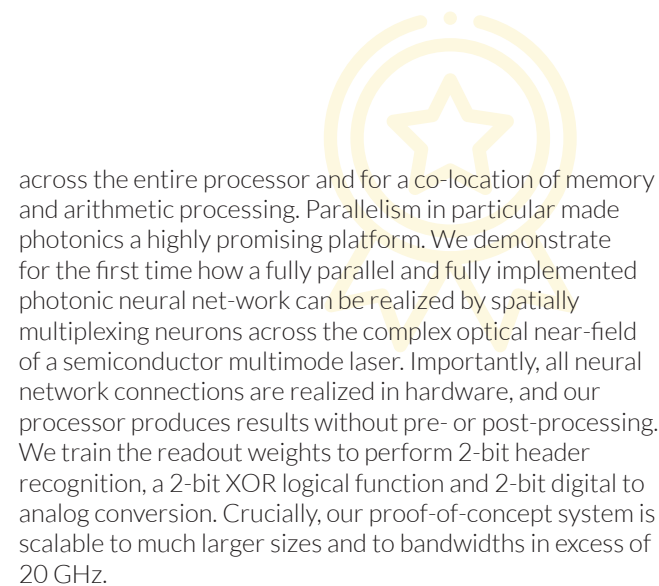 across the entire processor and for a co-location of memory
and arithmetic processing. Parallelism in particular made
photonics a highly promising platform. We demonstrate
for the first time how a fully parallel and fully implemented
photonic neural net-work can be realized by spatially
multiplexing neurons across the complex optical near-field
of a semiconductor multimode laser. Importantly, all neural
network connections are realized in hardware, and our
processor produces results without pre- or post-processing.
We train the readout weights to perform 2-bit header
recognition, a 2-bit XOR logical function and 2-bit digital to
analog conversion. Crucially, our proof-of-concept system is
scalable to much larger sizes and to bandwidths in excess of
20 GHz.